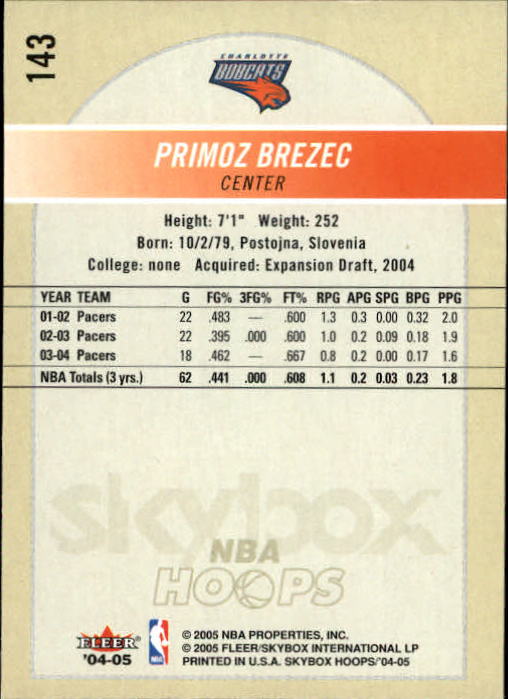 143
CHARLOTTE
BOBCATS
PRIMOZ BREZEC
CENTER
Height: 7'1" Weight: 252
Born: 10/2/79, Postojna, Slovenia
College: none Acquired: Expansion Draft, 2004
YEAR TEAM G FG% 3FG% FT% RPG APG SPG BPG PPG
01-02 Pacers 22 .483 — .600 1.3 0.3 0.00 0.32 2.0
02-03 Pacers 22 .395 .000 .600 1.0 0.2 0.09 0.18 1.9
03-04 Pacers 18 .462 — .667 0.8 0.2 0.00 0.17 1.6
NBA Totals (3 yrs.) 62 .441 .000 .608 1.1 0.2 0.03 0.23 1.8
skybox
NBA
HOOPS
FLEER®
'04-05
NBA
© 2005 NBA PROPERTIES, INC.
© 2005 FLEER/SKYBOX INTERNATIONAL LP
PRINTED IN U.S.A. SKYBOX HOOPS/'04-05